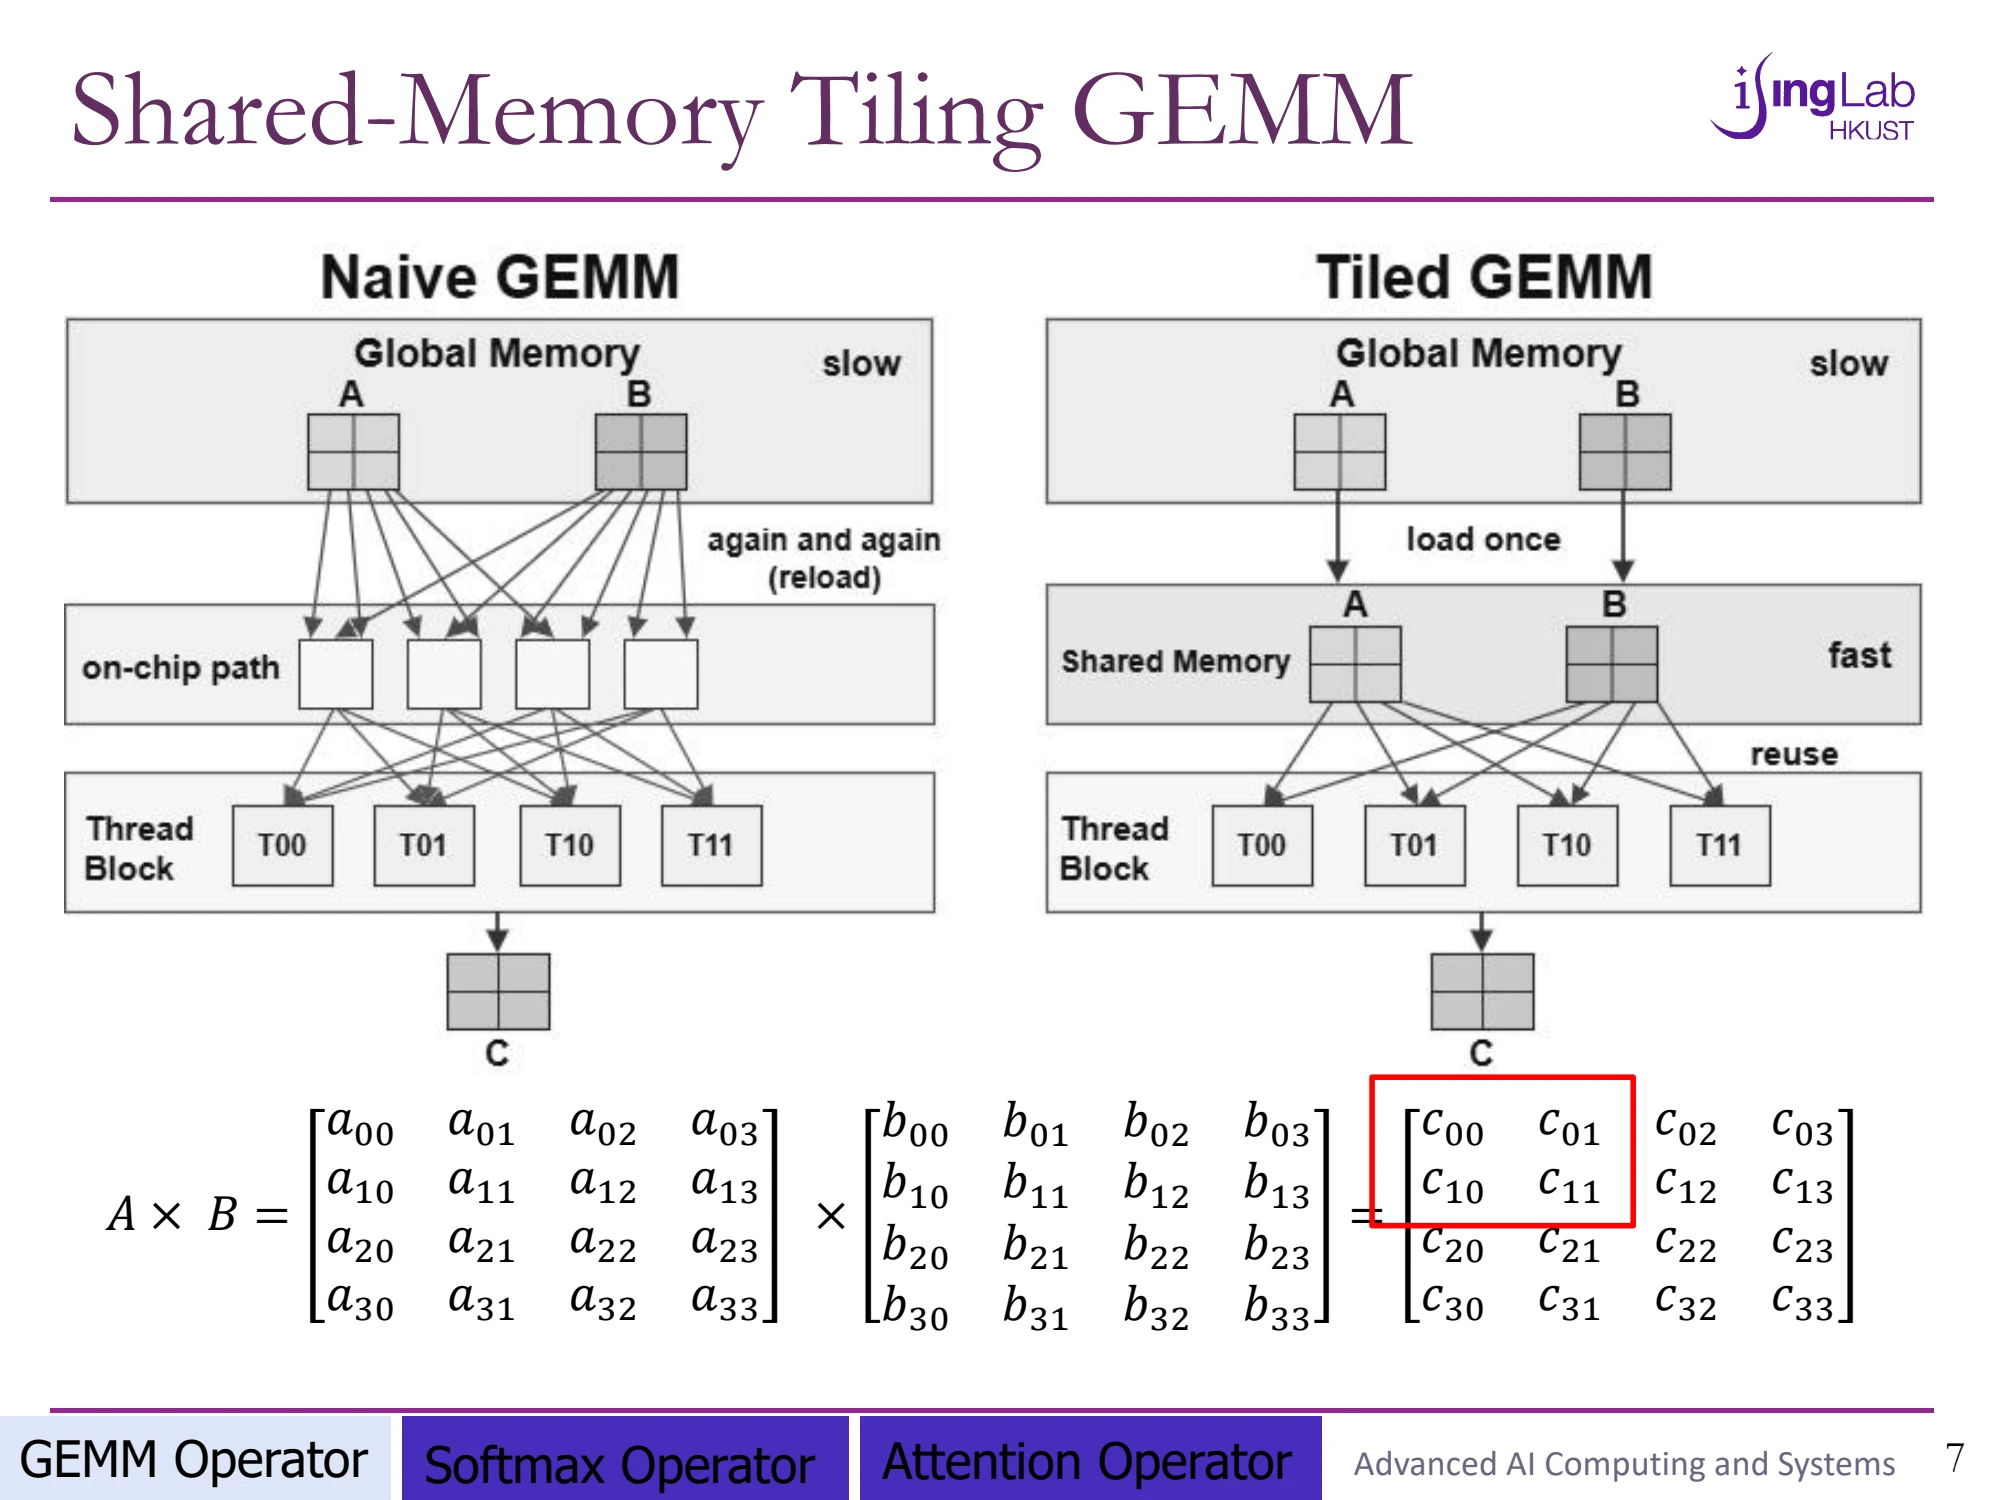 Shared-Memory Tiling GEMM
iSingLab
HKUST
Naive GEMM
Global Memory
slow
A
B
again and again
(reload)
on-chip path
Thread
Block
T00
T01
T10
T11
C
Tiled GEMM
Global Memory
slow
A
B
load once
A
B
Shared Memory
fast
reuse
Thread
Block
T00
T01
T10
T11
C
A × B = [a00 a01 a02 a03
a10 a11 a12 a13
a20 a21 a22 a23
a30 a31 a32 a33]
× [b00 b01 b02 b03
b10 b11 b12 b13
b20 b21 b22 b23
b30 b31 b32 b33]
= [c00 c01 c02 c03
c10 c11 c12 c13
c20 c21 c22 c23
c30 c31 c32 c33]
GEMM Operator
Softmax Operator
Attention Operator
Advanced AI Computing and Systems
7